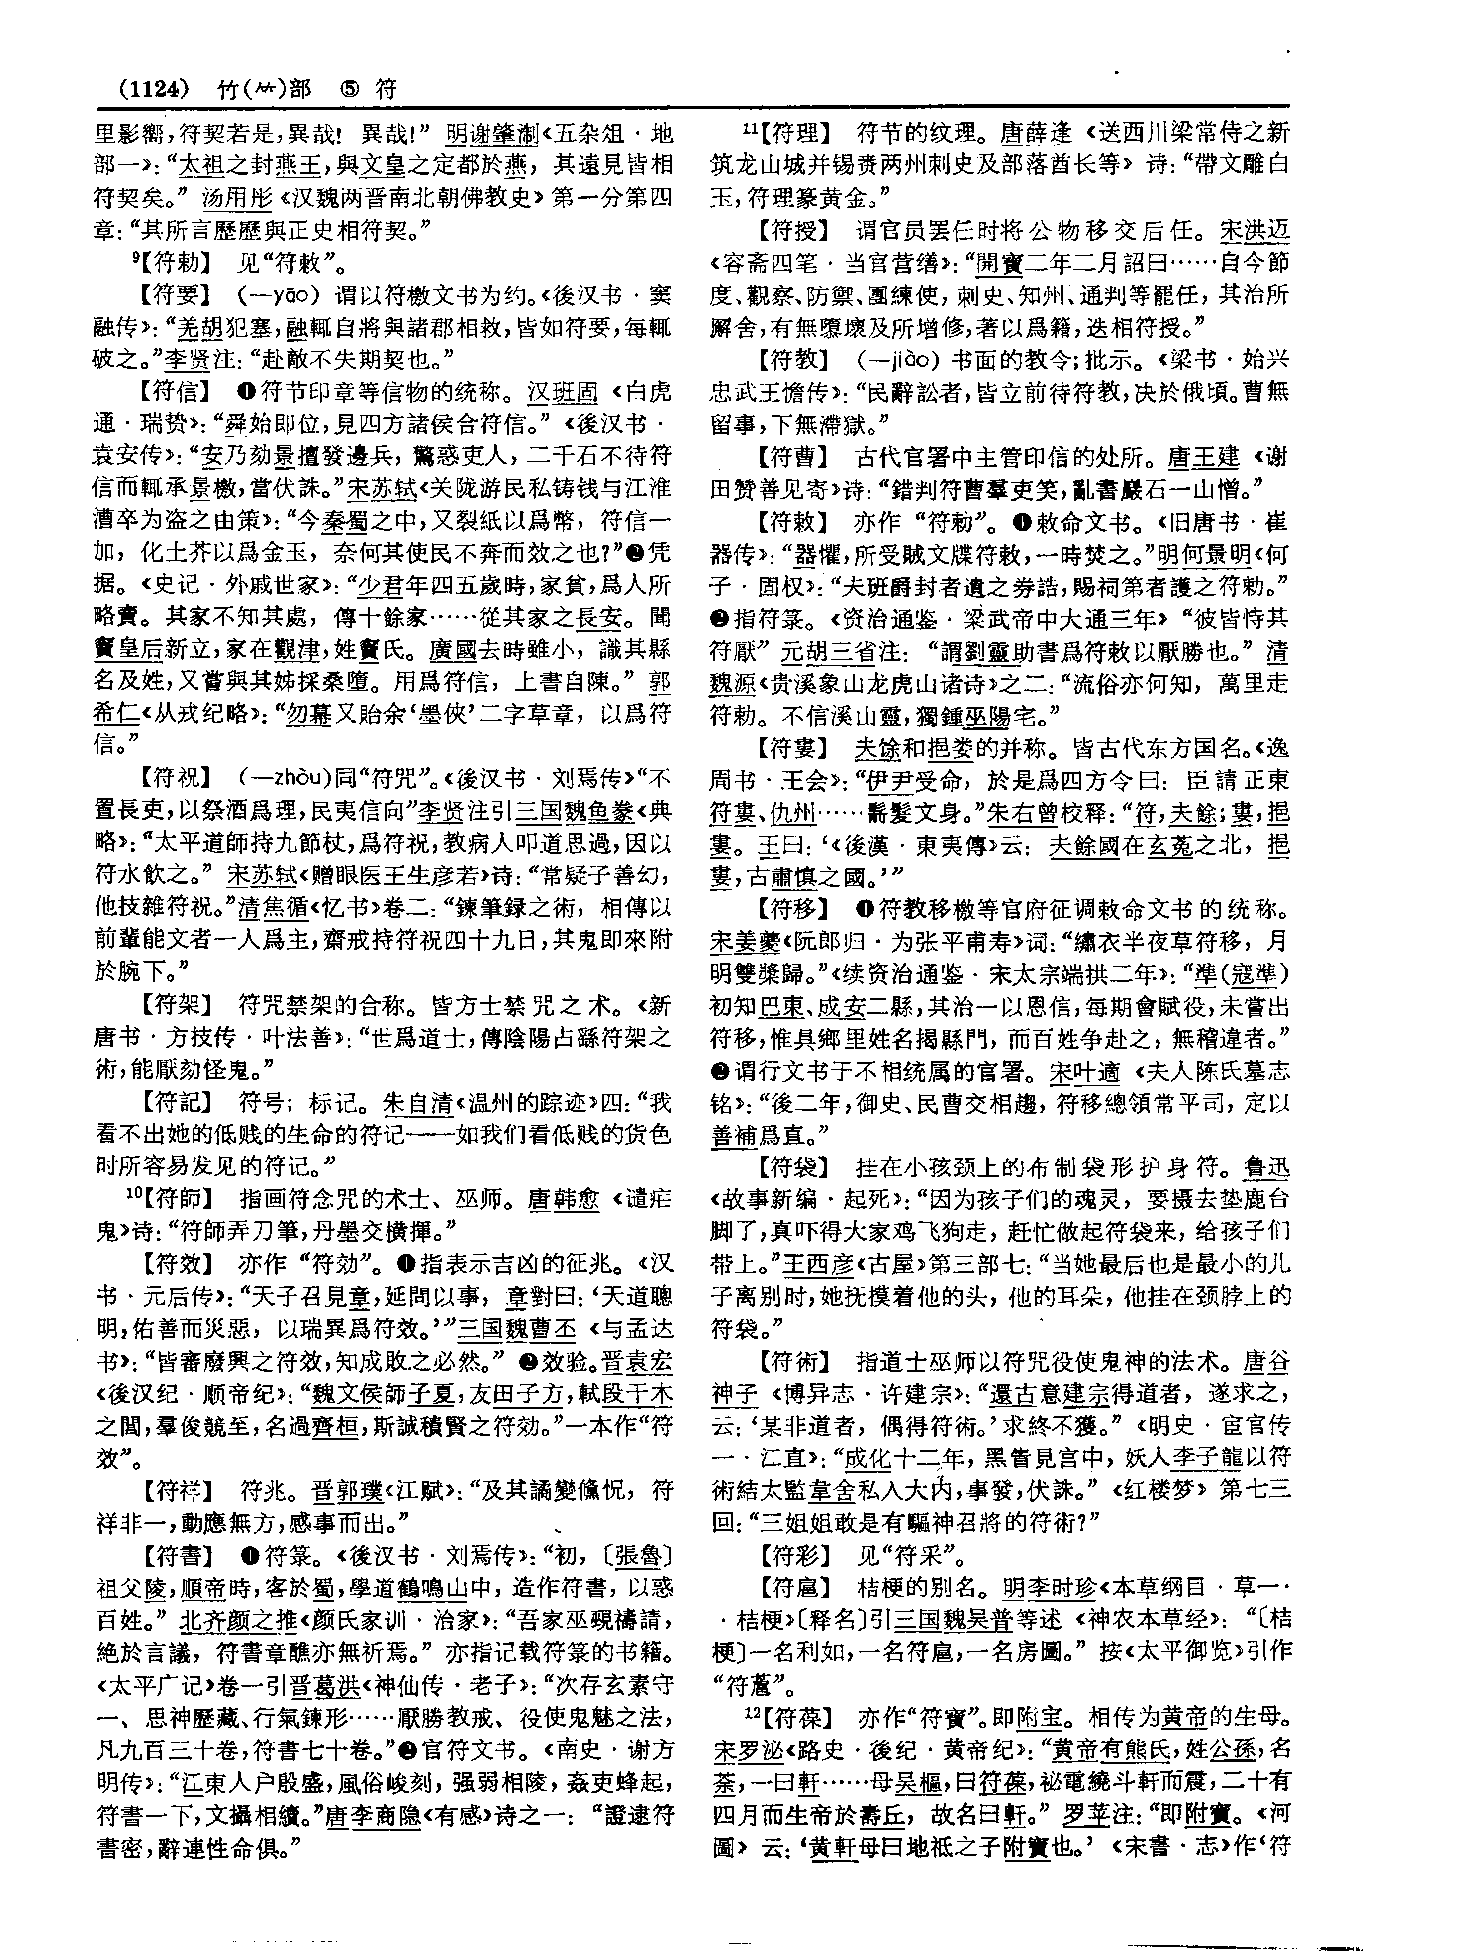 (1124)　竹(⺮)部　⑤　符
里影嚮，符契若是，異哉！異哉！”明谢肇淛《五杂俎·地
部一》：“太祖之封燕王，與文皇之定都於燕，其遠見皆相
符契矣。”汤用彤《汉魏两晋南北朝佛教史》第一分第四
章：“其所言歷歷與正史相符契。”
⁹【符勅】　见“符敕”。
【符要】　（—yāo）谓以符檄文书为约。《後汉书·窦
融传》：“羌胡犯塞，融輒自將與諸郡相救，皆如符要，每輒
破之。”李贤注：“赴敵不失期契也。”
【符信】　❶符节印章等信物的统称。汉班固《白虎
通·瑞贽》：“舜始即位，見四方諸侯合符信。”《後汉书·
袁安传》：“安乃劾景擅發邊兵，驚惑吏人，二千石不待符
信而輒承景檄，當伏誅。”宋苏轼《关陇游民私铸钱与江淮
漕卒为盗之由策》：“今秦蜀之中，又裂紙以爲幣，符信一
加，化土芥以爲金玉，奈何其使民不奔而效之也？”❷凭
据。《史记·外戚世家》：“少君年四五歲時，家貧，爲人所
略賣。其家不知其處，傳十餘家……從其家之長安。聞
竇皇后新立，家在觀津，姓竇氏。廣國去時雖小，識其縣
名及姓，又嘗與其姊採桑墮。用爲符信，上書自陳。”郭
希仁《从戎纪略》：“勿幕又貽余‘墨俠’二字草章，以爲符
信。”
【符祝】　（—zhòu）同“符咒”。《後汉书·刘焉传》“不
置長吏，以祭酒爲理，民夷信向”李贤注引三国魏鱼豢《典
略》：“太平道師持九節杖，爲符祝，教病人叩道思過，因以
符水飲之。”宋苏轼《赠眼医王生彦若》诗：“常疑子善幻，
他技雜符祝。”清焦循《忆书》卷二：“鍊筆録之術，相傳以
前輩能文者一人爲主，齋戒持符祝四十九日，其鬼即來附
於腕下。”
【符架】　符咒禁架的合称。皆方士禁咒之术。《新
唐书·方技传·叶法善》：“世爲道士，傳陰陽占繇符架之
術，能厭劾怪鬼。”
【符記】　符号；标记。朱自清《温州的踪迹》四：“我
看不出她的低贱的生命的符记——如我们看低贱的货色
时所容易发见的符记。”
¹⁰【符師】　指画符念咒的术士、巫师。唐韩愈《谴疟
鬼》诗：“符師弄刀筆，丹墨交横揮。”
【符效】　亦作“符効”。❶指表示吉凶的征兆。《汉
书·元后传》：“天子召見章，延問以事，章對曰：‘天道聰
明，佑善而災惡，以瑞異爲符效。’”三国魏曹丕《与孟达
书》：“皆審廢興之符效，知成敗之必然。”❷效验。晋袁宏
《後汉纪·顺帝纪》：“魏文侯師子夏，友田子方，軾段干木
之閭，羣俊競至，名過齊桓，斯誠積賢之符効。”一本作“符
效”。
【符祥】　符兆。晋郭璞《江赋》：“及其譎變儵怳，符
祥非一，動應無方，感事而出。”
【符書】　❶符箓。《後汉书·刘焉传》：“初，〔張魯〕
祖父陵，順帝時，客於蜀，學道鶴鳴山中，造作符書，以惑
百姓。”北齐颜之推《颜氏家训·治家》：“吾家巫覡禱請，
絶於言議，符書章醮亦無祈焉。”亦指记载符箓的书籍。
《太平广记》卷一引晋葛洪《神仙传·老子》：“次存玄素守
一、思神歷藏、行氣鍊形……厭勝教戒、役使鬼魅之法，
凡九百三十卷，符書七十卷。”❷官符文书。《南史·谢方
明传》：“江東人户殷盛，風俗峻刻，强弱相陵，姦吏蜂起，
符書一下，文攝相續。”唐李商隐《有感》诗之一：“證逮符
書密，辭連性命俱。”
¹¹【符理】　符节的纹理。唐薛逢《送西川梁常侍之新
筑龙山城并锡赉两州刺史及部落酋长等》诗：“帶文雕白
玉，符理篆黄金。”
【符授】　谓官员罢任时将公物移交后任。宋洪迈
《容斋四笔·当官营缮》：“開寶二年二月詔曰……自今節
度、觀察、防禦、團練使，刺史、知州、通判等罷任，其治所
廨舍，有無隳壞及所增修，著以爲籍，迭相符授。”
【符教】　（—jiào）书面的教令；批示。《梁书·始兴
忠武王憺传》：“民辭訟者，皆立前待符教，決於俄頃。曹無
留事，下無滯獄。”
【符曹】　古代官署中主管印信的处所。唐王建《谢
田赞善见寄》诗：“錯判符曹羣吏笑，亂書巖石一山憎。”
【符敕】　亦作“符勅”。❶敕命文书。《旧唐书·崔
器传》：“器懼，所受賊文牒符敕，一時焚之。”明何景明《何
子·固权》：“夫班爵封者遺之券誥，賜祠第者護之符勅。”
❷指符箓。《资治通鉴·梁武帝中大通三年》“彼皆恃其
符厭”元胡三省注：“謂劉靈助書爲符敕以厭勝也。”清
魏源《贵溪象山龙虎山诸诗》之二：“流俗亦何知，萬里走
符勅。不信溪山靈，獨鍾巫陽宅。”
【符婁】　夫馀和挹娄的并称。皆古代东方国名。《逸
周书·王会》：“伊尹受命，於是爲四方令曰：臣請正東
符婁、仇州……鬋髮文身。”朱右曾校释：“符，夫餘；婁，挹
婁。王曰：‘《後漢·東夷傳》云：夫餘國在玄菟之北，挹
婁，古肅慎之國。’”
【符移】　❶符教移檄等官府征调敕命文书的统称。
宋姜夔《阮郎归·为张平甫寿》词：“繡衣半夜草符移，月
明雙槳歸。”《续资治通鉴·宋太宗端拱二年》：“準(寇準)
初知巴東、成安二縣，其治一以恩信，每期會賦役，未嘗出
符移，惟具鄉里姓名揭縣門，而百姓争赴之，無稽違者。”
❷谓行文书于不相统属的官署。宋叶適《夫人陈氏墓志
铭》：“後二年，御史、民曹交相趨，符移總領常平司，定以
善補爲直。”
【符袋】　挂在小孩颈上的布制袋形护身符。鲁迅
《故事新编·起死》：“因为孩子们的魂灵，要摄去垫鹿台
脚了，真吓得大家鸡飞狗走，赶忙做起符袋来，给孩子们
带上。”王西彦《古屋》第三部七：“当她最后也是最小的儿
子离别时，她抚摸着他的头，他的耳朵，他挂在颈脖上的
符袋。”
【符術】　指道士巫师以符咒役使鬼神的法术。唐谷
神子《博异志·许建宗》：“還古意建宗得道者，遂求之，
云：‘某非道者，偶得符術。’求終不獲。”《明史·宦官传
一·汪直》：“成化十二年，黑眚見宫中，妖人李子龍以符
術結太監韋舍私入大内，事發，伏誅。”《红楼梦》第七三
回：“三姐姐敢是有驅神召將的符術？”
【符彩】　见“符采”。
【符扈】　桔梗的别名。明李时珍《本草纲目·草一·
·桔梗》〔释名〕引三国魏吴普等述《神农本草经》：“〔桔
梗〕一名利如，一名符扈，一名房圖。”按《太平御览》引作
“符蔰”。
¹²【符葆】　亦作“符寶”。即附宝。相传为黄帝的生母。
宋罗泌《路史·後纪·黄帝纪》：“黄帝有熊氏，姓公孫，名
荼，一曰軒……母吴樞，曰符葆，祕電繞斗軒而震，二十有
四月而生帝於壽丘，故名曰軒。”罗苹注：“即附寶。《河
圖》云：‘黄軒母曰地祇之子附寶也。’《宋書·志》作‘符